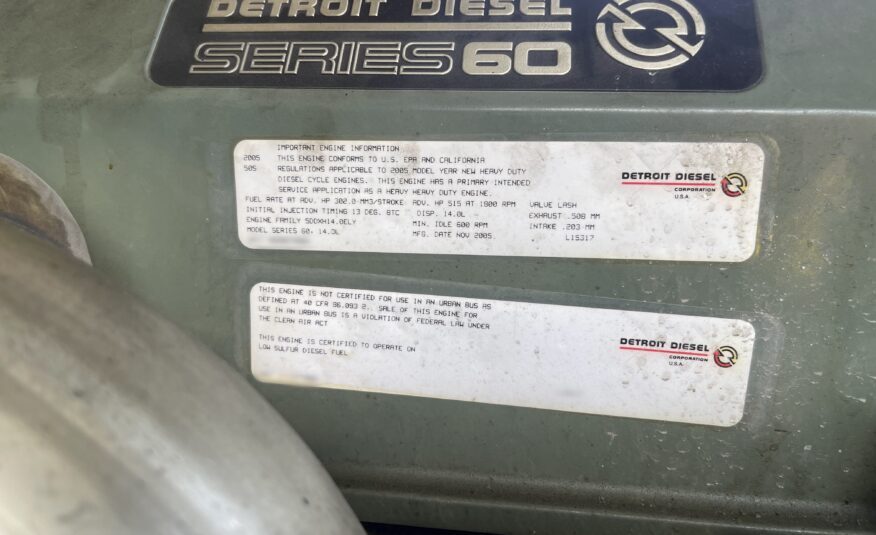 DETROIT DIESEL
SERIES 60
IMPORTANT ENGINE INFORMATION
2005 THIS ENGINE CONFORMS TO U.S. EPA AND CALIFORNIA
50S REGULATIONS APPLICABLE TO 2005 MODEL YEAR NEW HEAVY DUTY
DIESEL CYCLE ENGINES. THIS ENGINE HAS A PRIMARY INTENDED
SERVICE APPLICATION AS A HEAVY HEAVY DUTY ENGINE.
FUEL RATE AT ADV. HP 302.0 MM3/STROKE ADV. HP 515 AT 1800 RPM VALVE LASH
INITIAL INJECTION TIMING 13 DEG. BTC DISP. 14.0L EXHAUST .508 MM
ENGINE FAMILY 5DDXH14.0ELY MIN. IDLE 600 RPM INTAKE .203 MM
MODEL SERIES 60, 14.0L MFG. DATE NOV 2005 L15317
DETROIT DIESEL
CORPORATION
U.S.A.
THIS ENGINE IS NOT CERTIFIED FOR USE IN AN URBAN BUS AS
DEFINED AT 40 CFR 86.093 2.. SALE OF THIS ENGINE FOR
USE IN AN URBAN BUS IS A VIOLATION OF FEDERAL LAW UNDER
THE CLEAN AIR ACT
THIS ENGINE IS CERTIFIED TO OPERATE ON
LOW SULFUR DIESEL FUEL
DETROIT DIESEL
CORPORATION
U.S.A.